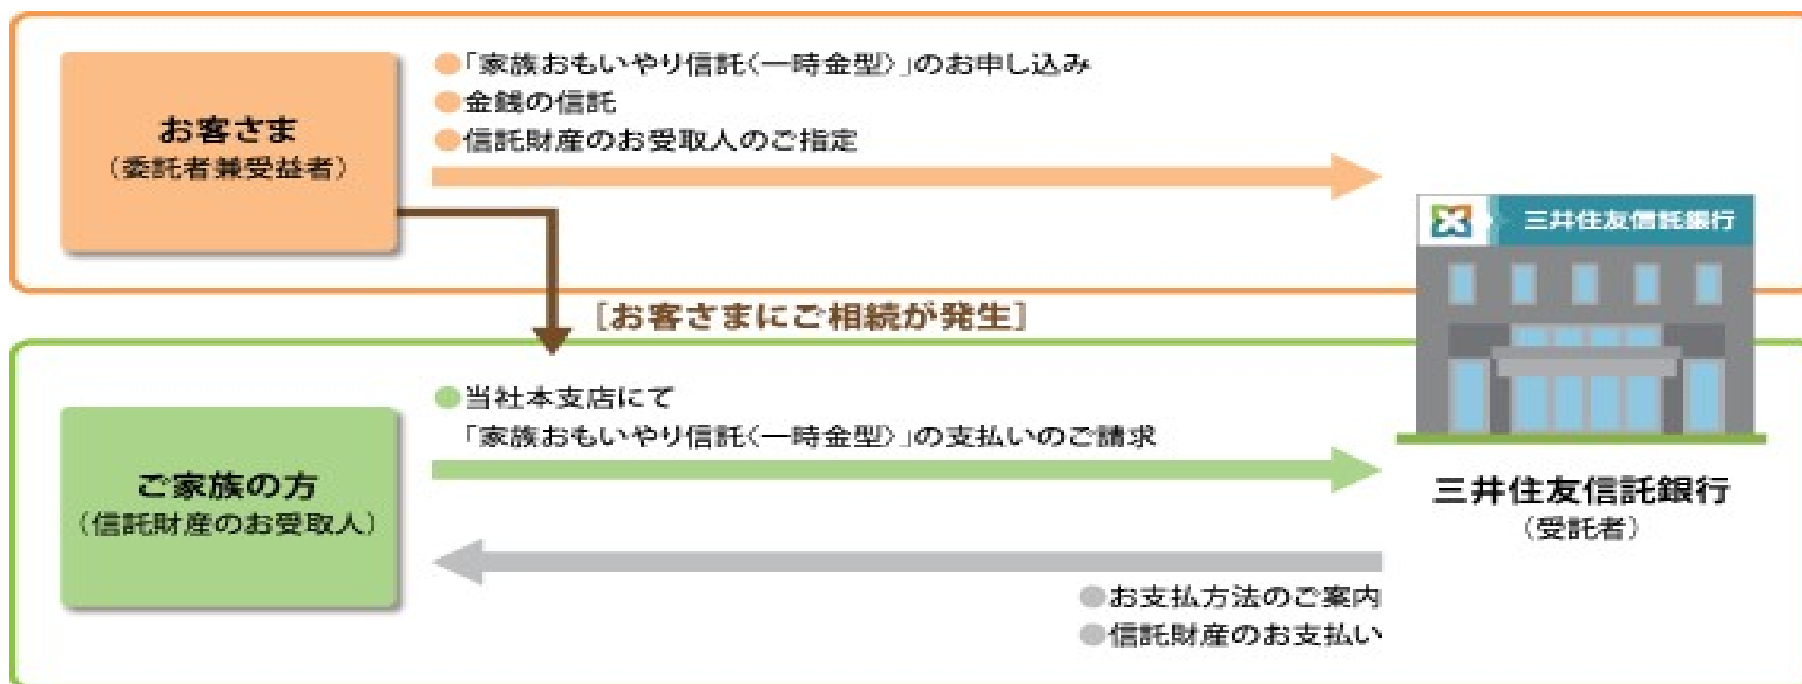 ●「家族おもいやり信託〈一時金型〉」のお申し込み
●金銭の信託
●信託財産のお受取人のご指定
お客さま
（委託者兼受益者）
三井住友信託銀行
［お客さまにご相続が発生］
●当社本支店にて
「家族おもいやり信託〈一時金型〉」の支払いのご請求
ご家族の方
（信託財産のお受取人）
三井住友信託銀行
（受託者）
●お支払方法のご案内
●信託財産のお支払い